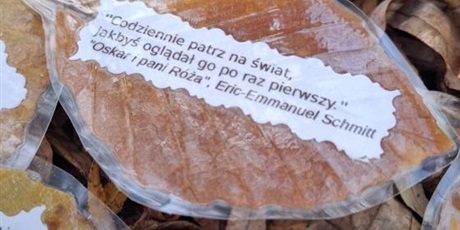 "Codziennie patrz na świat,
jakbyś oglądał go po raz pierwszy."
"Oskar i pani Róża", Eric-Emmanuel Schmitt